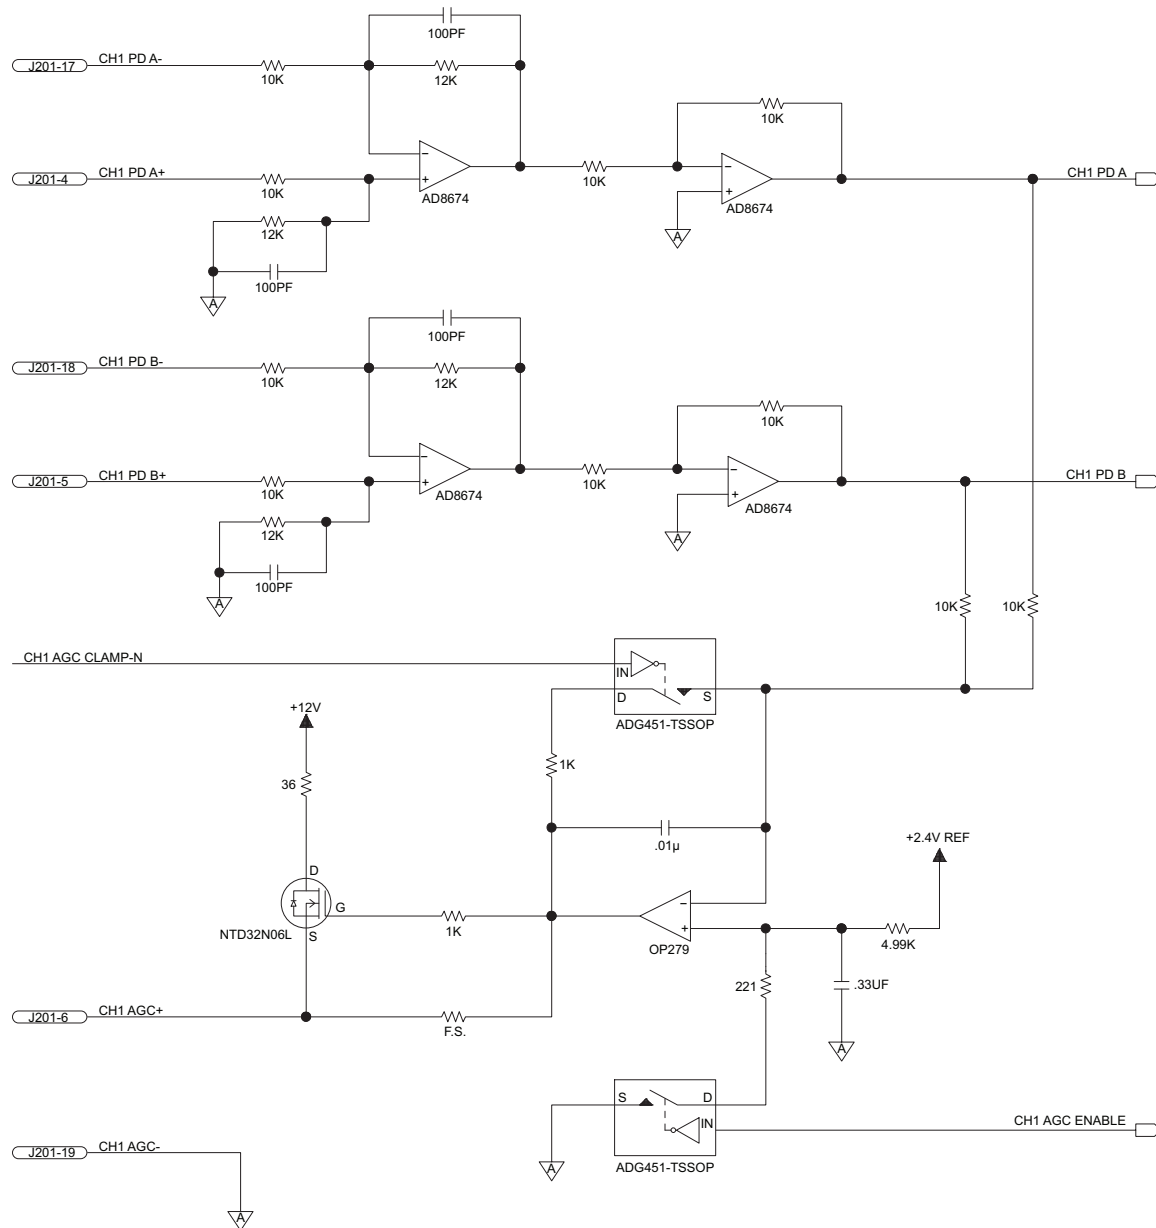 100PF
J201-17 CH1 PD A-
10K
12K
10K
J201-4 CH1 PD A+
−
+
AD8674
10K
12K
100PF
A
10K
−
+
AD8674
A
CH1 PD A
100PF
J201-18 CH1 PD B-
10K
12K
10K
J201-5 CH1 PD B+
−
+
AD8674
10K
12K
100PF
A
10K
−
+
AD8674
A
CH1 PD B
10K
10K
CH1 AGC CLAMP-N
IN
D
S
ADG451-TSSOP
+12V
36
1K
.01µ
+2.4V REF
D
G
S
NTD32N06L
1K
−
+
OP279
4.99K
221
.33UF
A
J201-6 CH1 AGC+
F.S.
S
D
IN
ADG451-TSSOP
A
CH1 AGC ENABLE
J201-19 CH1 AGC-
A